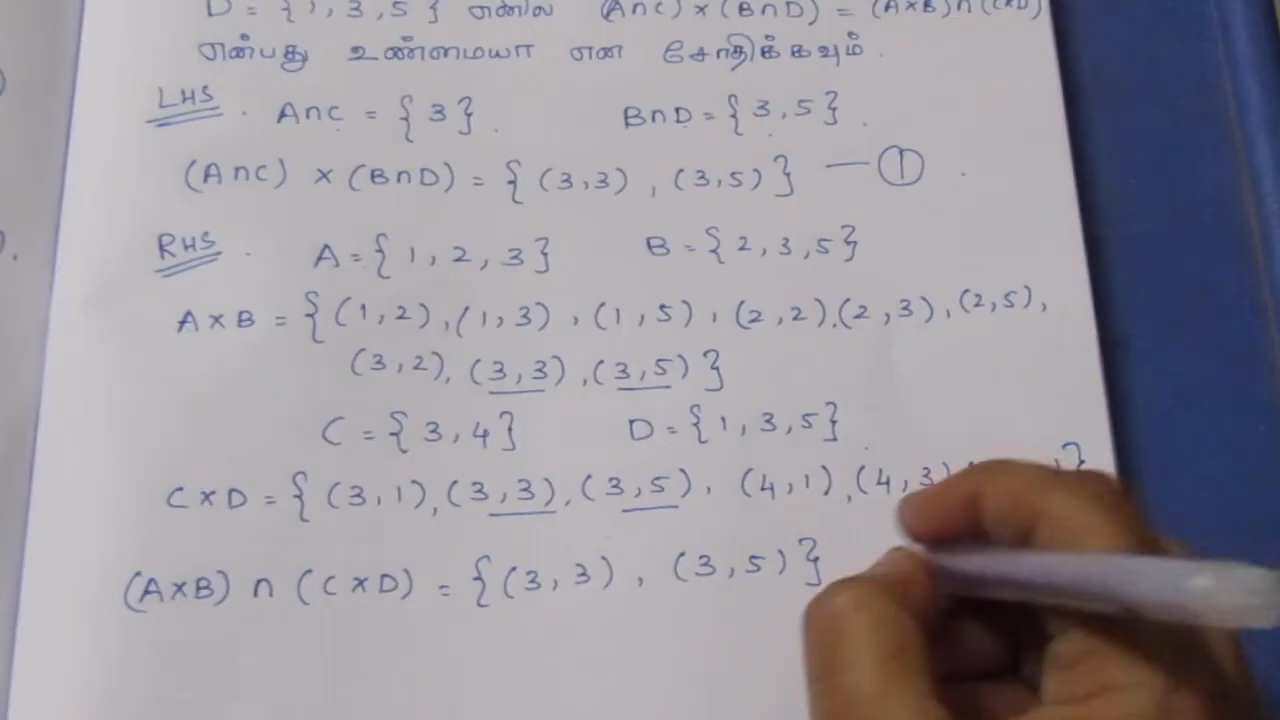 D = { 1, 3, 5 } எனில் (A∩C) × (B∩D) = (A×B)∩(C×D)
என்பது உண்மையா என சோதிக்கவும்.
LHS. A∩C = { 3 }. B∩D = { 3, 5 }.
(A∩C) × (B∩D) = { (3,3) , (3,5) } — ①
RHS. A = { 1, 2, 3 } B = { 2, 3, 5 }
A × B = { (1,2), (1,3) , (1,5) , (2,2), (2,3), (2,5),
(3,2), (3,3), (3,5) }
C = { 3, 4 } D = { 1, 3, 5 }
C × D = { (3,1), (3,3), (3,5), (4,1), (4,3) }
(A×B) ∩ (C×D) = { (3,3) , (3,5) }